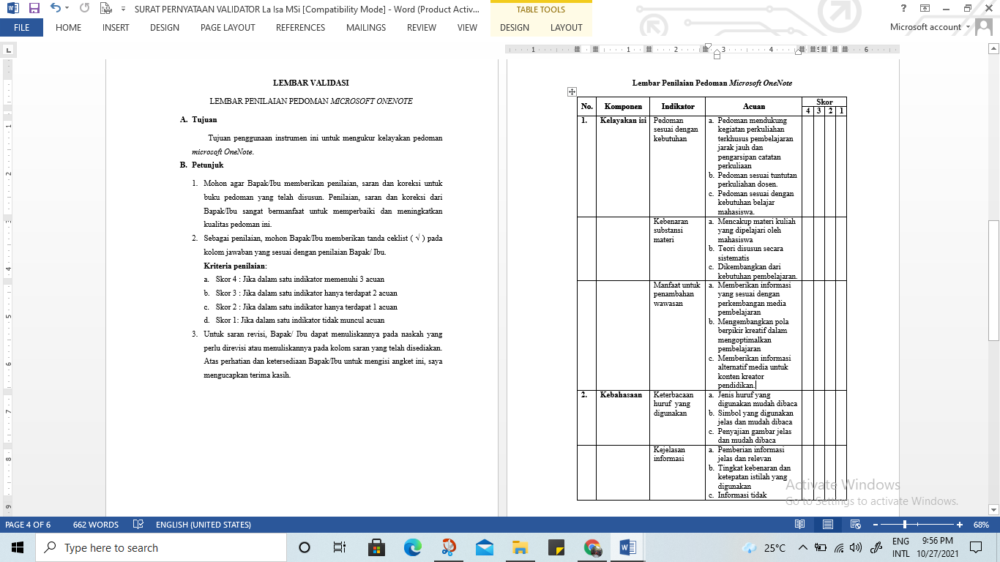 SURAT PERNYATAAN VALIDATOR La Isa MSi [Compatibility Mode] - Word (Product Activ...
TABLE TOOLS
FILE HOME INSERT DESIGN PAGE LAYOUT REFERENCES MAILINGS REVIEW VIEW DESIGN LAYOUT
Microsoft account
LEMBAR VALIDASI
LEMBAR PENILAIAN PEDOMAN MICROSOFT ONENOTE
A. Tujuan
Tujuan penggunaan instrumen ini untuk mengukur kelayakan pedoman
microsoft OneNote.
B. Petunjuk
1. Mohon agar Bapak/Ibu memberikan penilaian, saran dan koreksi untuk
buku pedoman yang telah disusun. Penilaian, saran dan koreksi dari
Bapak/Ibu sangat bermanfaat untuk memperbaiki dan meningkatkan
kualitas pedoman ini.
2. Sebagai penilaian, mohon Bapak/Ibu memberikan tanda ceklist ( √ ) pada
kolom jawaban yang sesuai dengan penilaian Bapak/ Ibu.
Kriteria penilaian:
a. Skor 4 : Jika dalam satu indikator memenuhi 3 acuan
b. Skor 3 : Jika dalam satu indikator hanya terdapat 2 acuan
c. Skor 2 : Jika dalam satu indikator hanya terdapat 1 acuan
d. Skor 1: Jika dalam satu indikator tidak muncul acuan
3. Untuk saran revisi, Bapak/ Ibu dapat menuliskannya pada naskah yang
perlu direvisi atau menuliskannya pada kolom saran yang telah disediakan.
Atas perhatian dan ketersediaan Bapak/Ibu untuk mengisi angket ini, saya
mengucapkan terima kasih.
Lembar Penilaian Pedoman Microsoft OneNote
No. Komponen Indikator Acuan Skor
4 3 2 1
1. Kelayakan isi
Pedoman
sesuai dengan
kebutuhan
a. Pedoman mendukung
kegiatan perkuliahan
terkhusus pembelajaran
jarak jauh dan
pengarsipan catatan
perkuliaan
b. Pedoman sesuai tuntutan
perkuliahan dosen.
c. Pedoman sesuai dengan
kebutuhan belajar
mahasiswa.
Kebenaran
substansi
materi
a. Mencakup materi kuliah
yang dipelajari oleh
mahasiswa
b. Teori disusun secara
sistematis
c. Dikembangkan dari
kebutuhan pembelajaran.
Manfaat untuk
penambahan
wawasan
a. Memberikan informasi
yang sesuai dengan
perkembangan media
pembelajaran
b. Mengembangkan pola
berpikir kreatif dalam
mengoptimalkan
pembelajaran
c. Memberikan informasi
alternatif media untuk
konten kreator
pendidikan.
2. Kebahasaan
Keterbacaan
huruf yang
digunakan
a. Jenis huruf yang
digunakan mudah dibaca
b. Simbol yang digunakan
jelas dan mudah dibaca
c. Penyajian gambar jelas
dan mudah dibaca
Kejelasan
informasi
a. Pemberian informasi
jelas dan relevan
b. Tingkat kebenaran dan
ketepatan istilah yang
digunakan
c. Informasi tidak
Activate Windows
Go to Settings to activate Windows.
PAGE 4 OF 6 662 WORDS ENGLISH (UNITED STATES) 68%
Type here to search
25°C
ENG
INTL
9:56 PM
10/27/2021